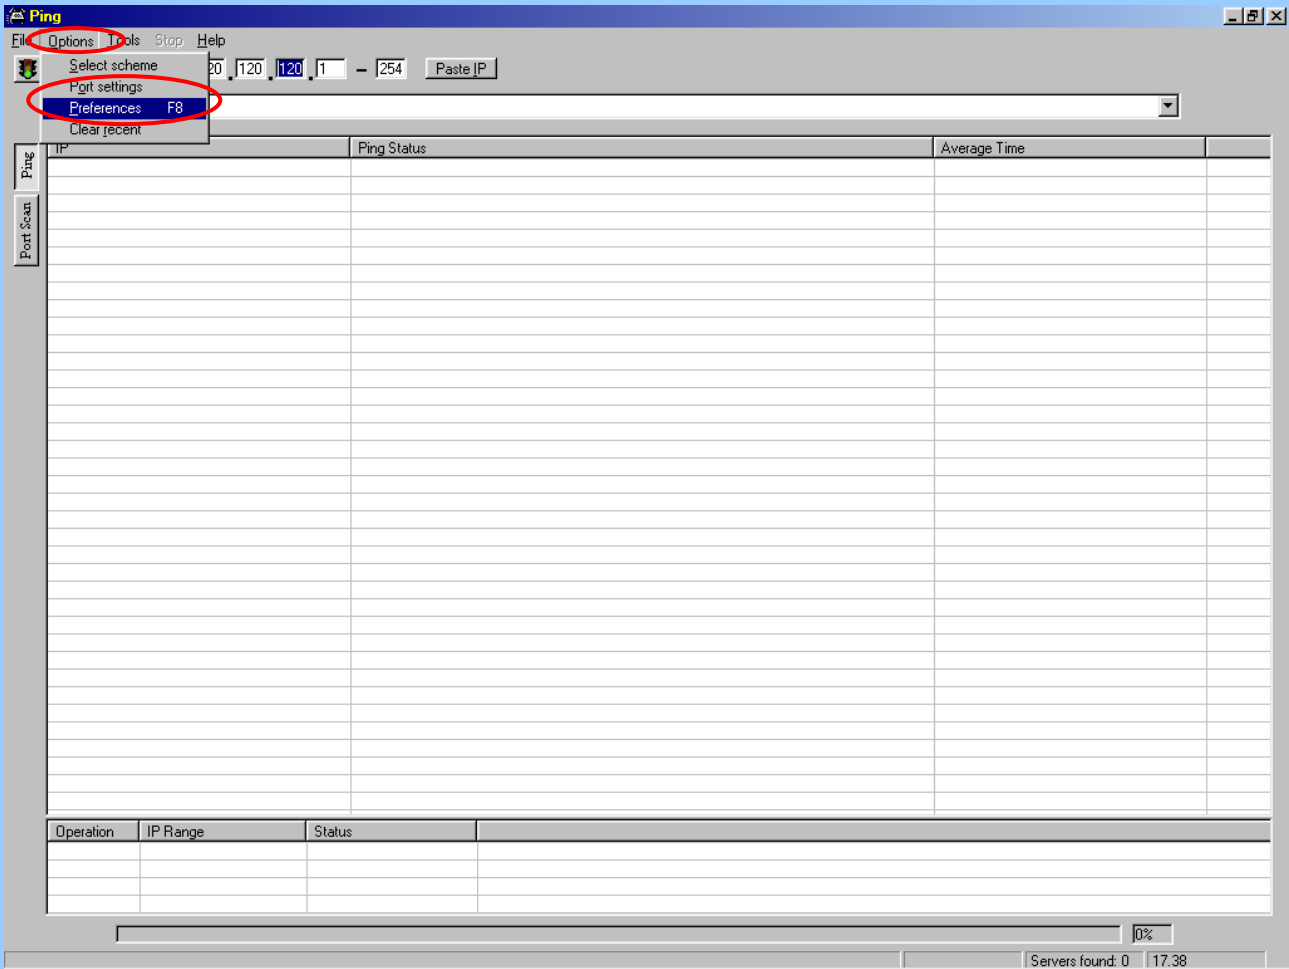 Ping
File Options Tools Stop Help
Select scheme
20 . 120 . 120 . 1 – 254 Paste IP
Port settings
Preferences F8
Clear recent
IP Ping Status Average Time
Ping
Port Scan
Operation IP Range Status
0%
Servers found: 0 17.38